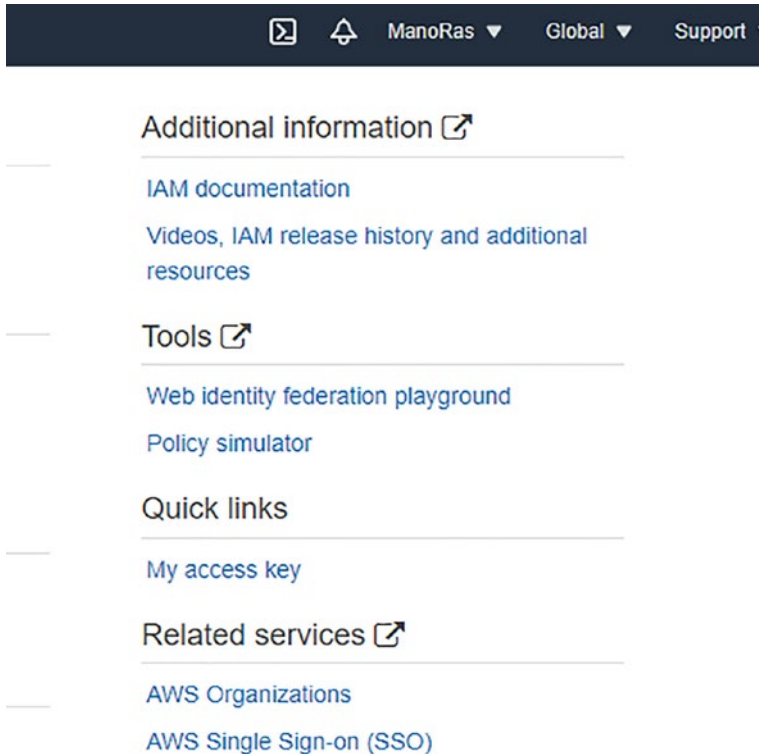 ManoRas Global Support
Additional information
IAM documentation
Videos, IAM release history and additional
resources
Tools
Web identity federation playground
Policy simulator
Quick links
My access key
Related services
AWS Organizations
AWS Single Sign-on (SSO)